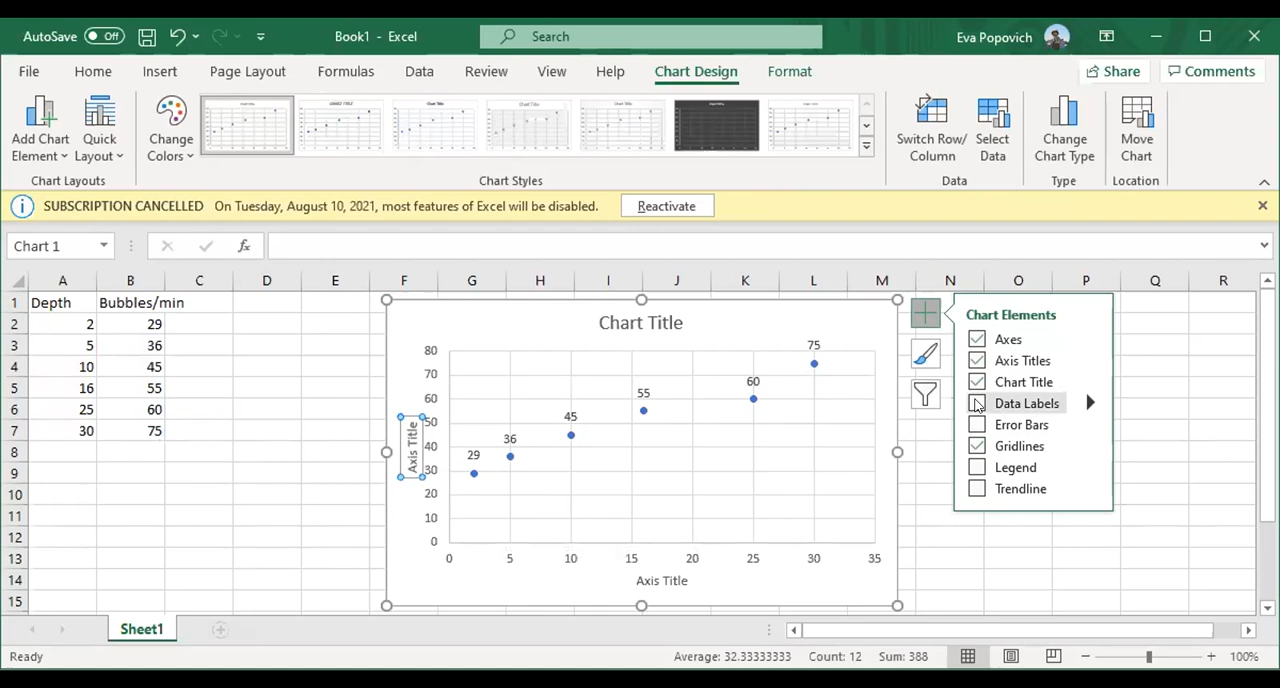 AutoSave Off Book1 - Excel Search Eva Popovich
File Home Insert Page Layout Formulas Data Review View Help Chart Design Format Share Comments
Add Chart Element Quick Layout Change Colors Switch Row/ Column Select Data Change Chart Type Move Chart
Chart Layouts Chart Styles Data Type Location
SUBSCRIPTION CANCELLED On Tuesday, August 10, 2021, most features of Excel will be disabled. Reactivate
Chart 1 fx
A B C D E F G H I J K L M N O P Q R
1 Depth Bubbles/min
2 2 29
3 5 36
4 10 45
5 16 55
6 25 60
7 30 75
8
9
10
11
12
13
14
15
Chart Title
80
70
60
50
40
30
20
10
0
Axis Title
29 36 45 55 60 75
0 5 10 15 20 25 30 35
Axis Title
Chart Elements
Axes
Axis Titles
Chart Title
Data Labels
Error Bars
Gridlines
Legend
Trendline
Sheet1
Ready Average: 32.33333333 Count: 12 Sum: 388 100%